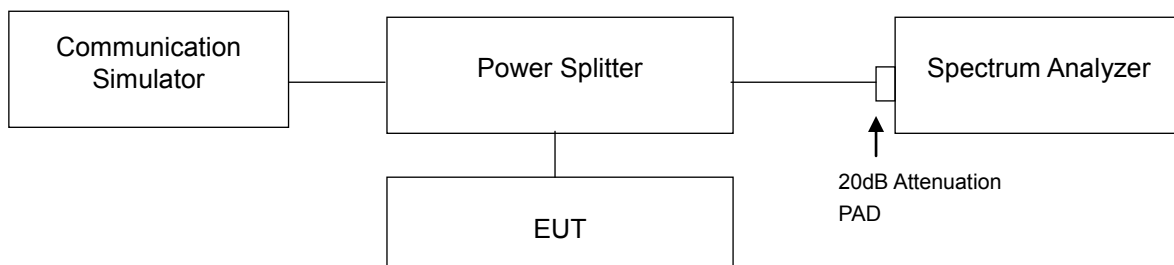 Communication
Simulator
Power Splitter
Spectrum Analyzer
20dB Attenuation
PAD
EUT